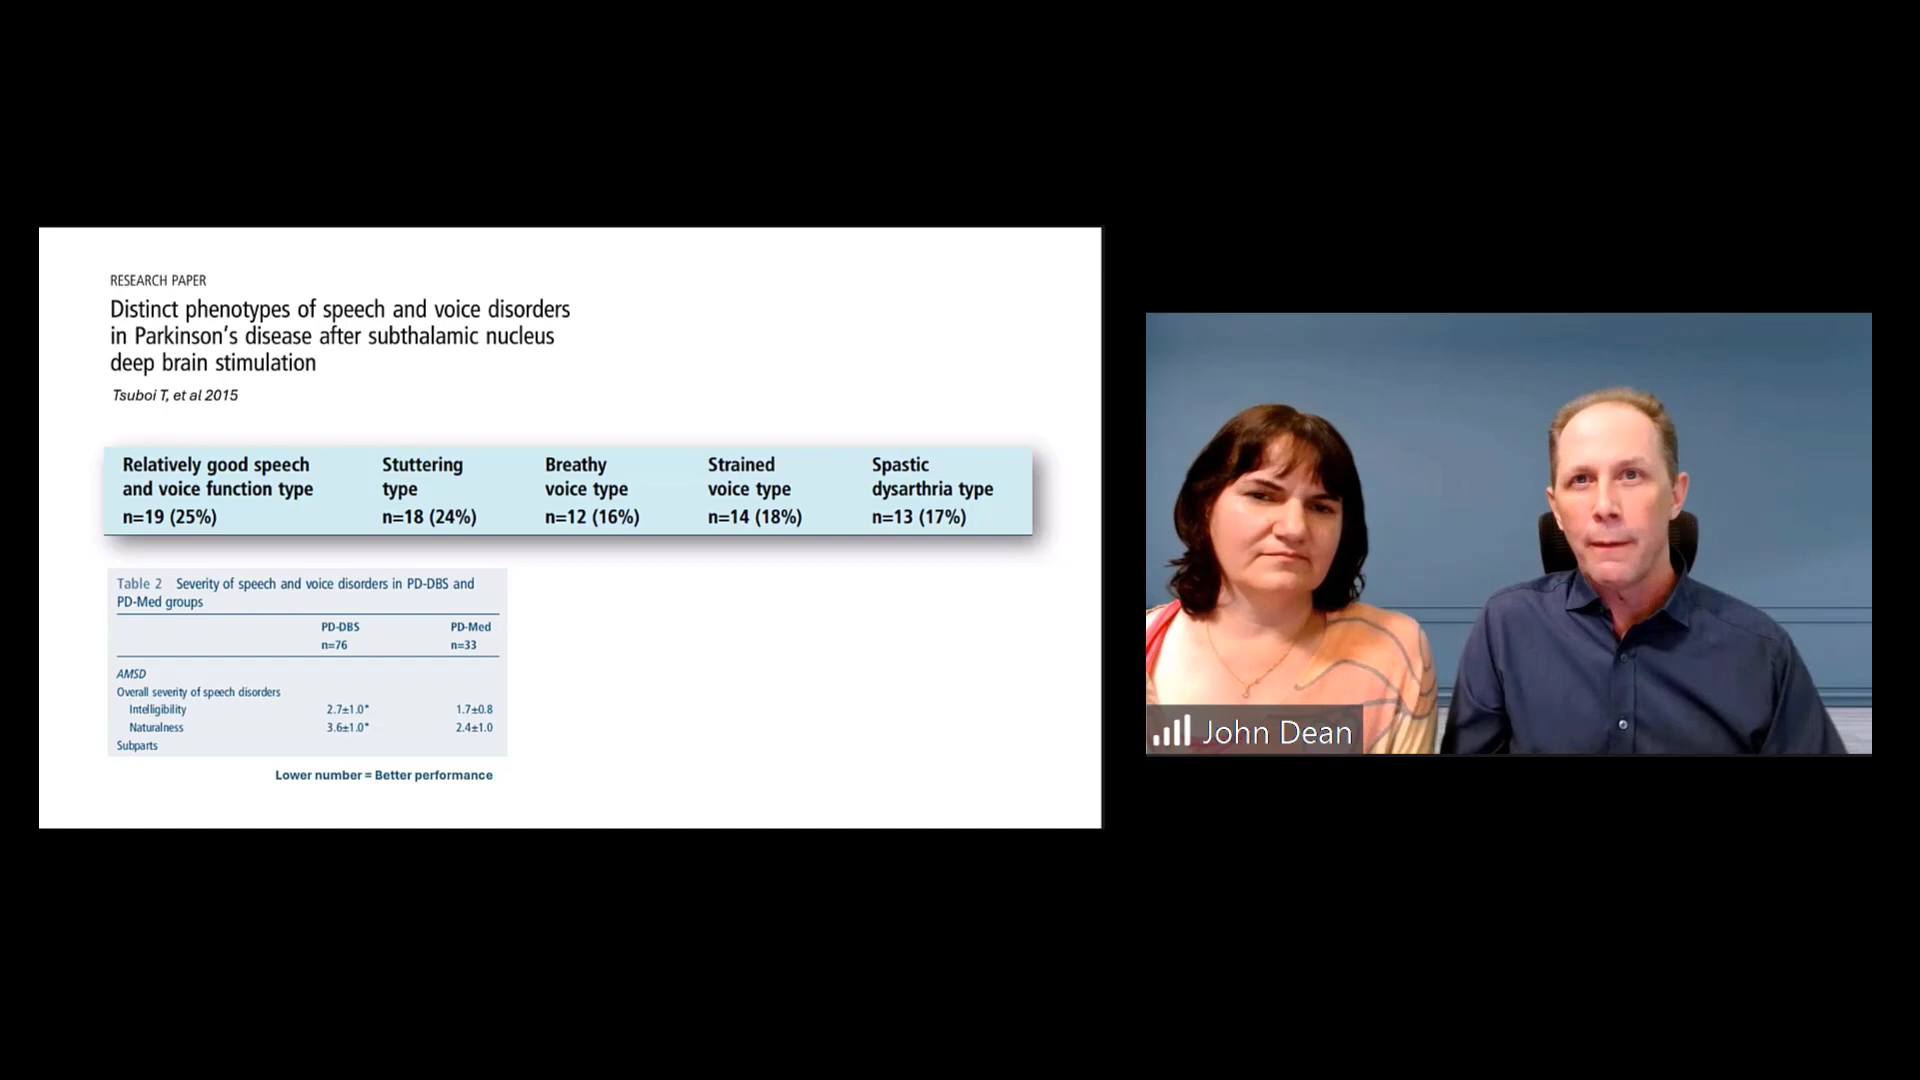 RESEARCH PAPER
Distinct phenotypes of speech and voice disorders
in Parkinson's disease after subthalamic nucleus
deep brain stimulation
Tsuboi T, et al 2015
Relatively good speech
and voice function type
n=19 (25%)
Stuttering
type
n=18 (24%)
Breathy
voice type
n=12 (16%)
Strained
voice type
n=14 (18%)
Spastic
dysarthria type
n=13 (17%)
Table 2 Severity of speech and voice disorders in PD-DBS and
PD-Med groups
PD-DBS PD-Med
n=76 n=33
AMSD
Overall severity of speech disorders
Intelligibility 2.7±1.0* 1.7±0.8
Naturalness 3.6±1.0* 2.4±1.0
Subparts
Lower number = Better performance
John Dean